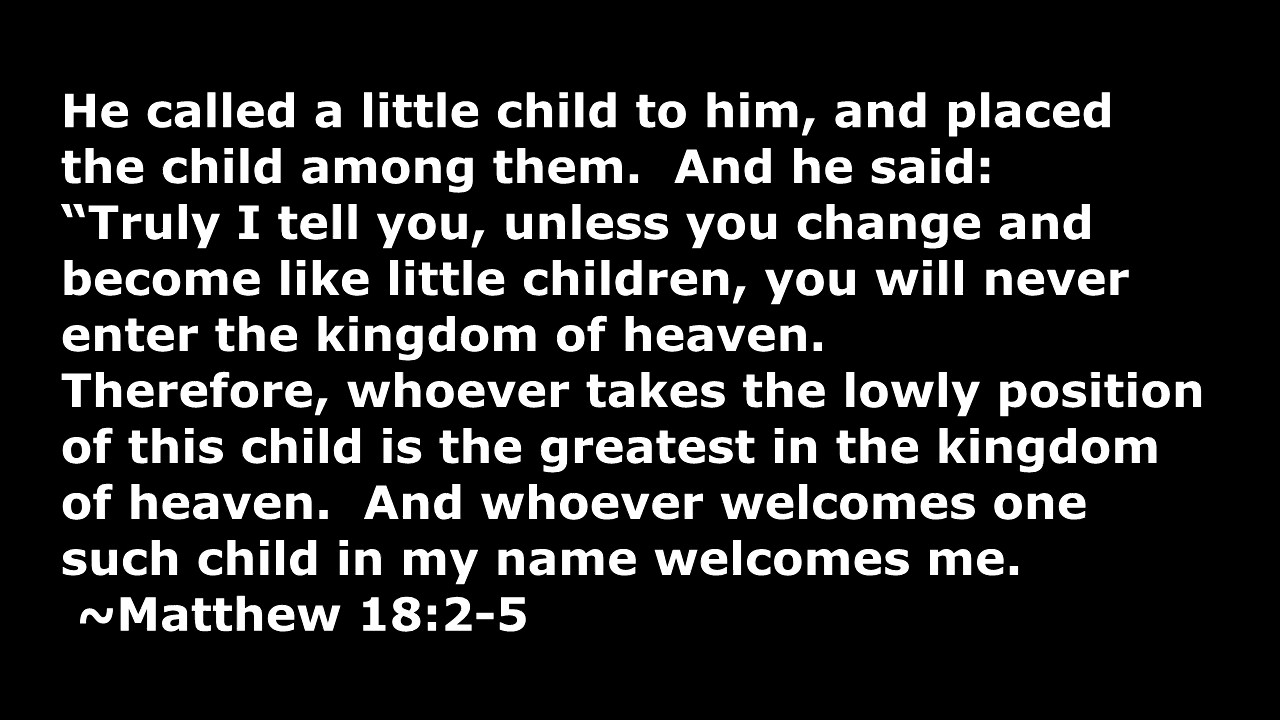 He called a little child to him, and placed
the child among them.  And he said:
“Truly I tell you, unless you change and
become like little children, you will never
enter the kingdom of heaven.
Therefore, whoever takes the lowly position
of this child is the greatest in the kingdom
of heaven.  And whoever welcomes one
such child in my name welcomes me.
~Matthew 18:2-5